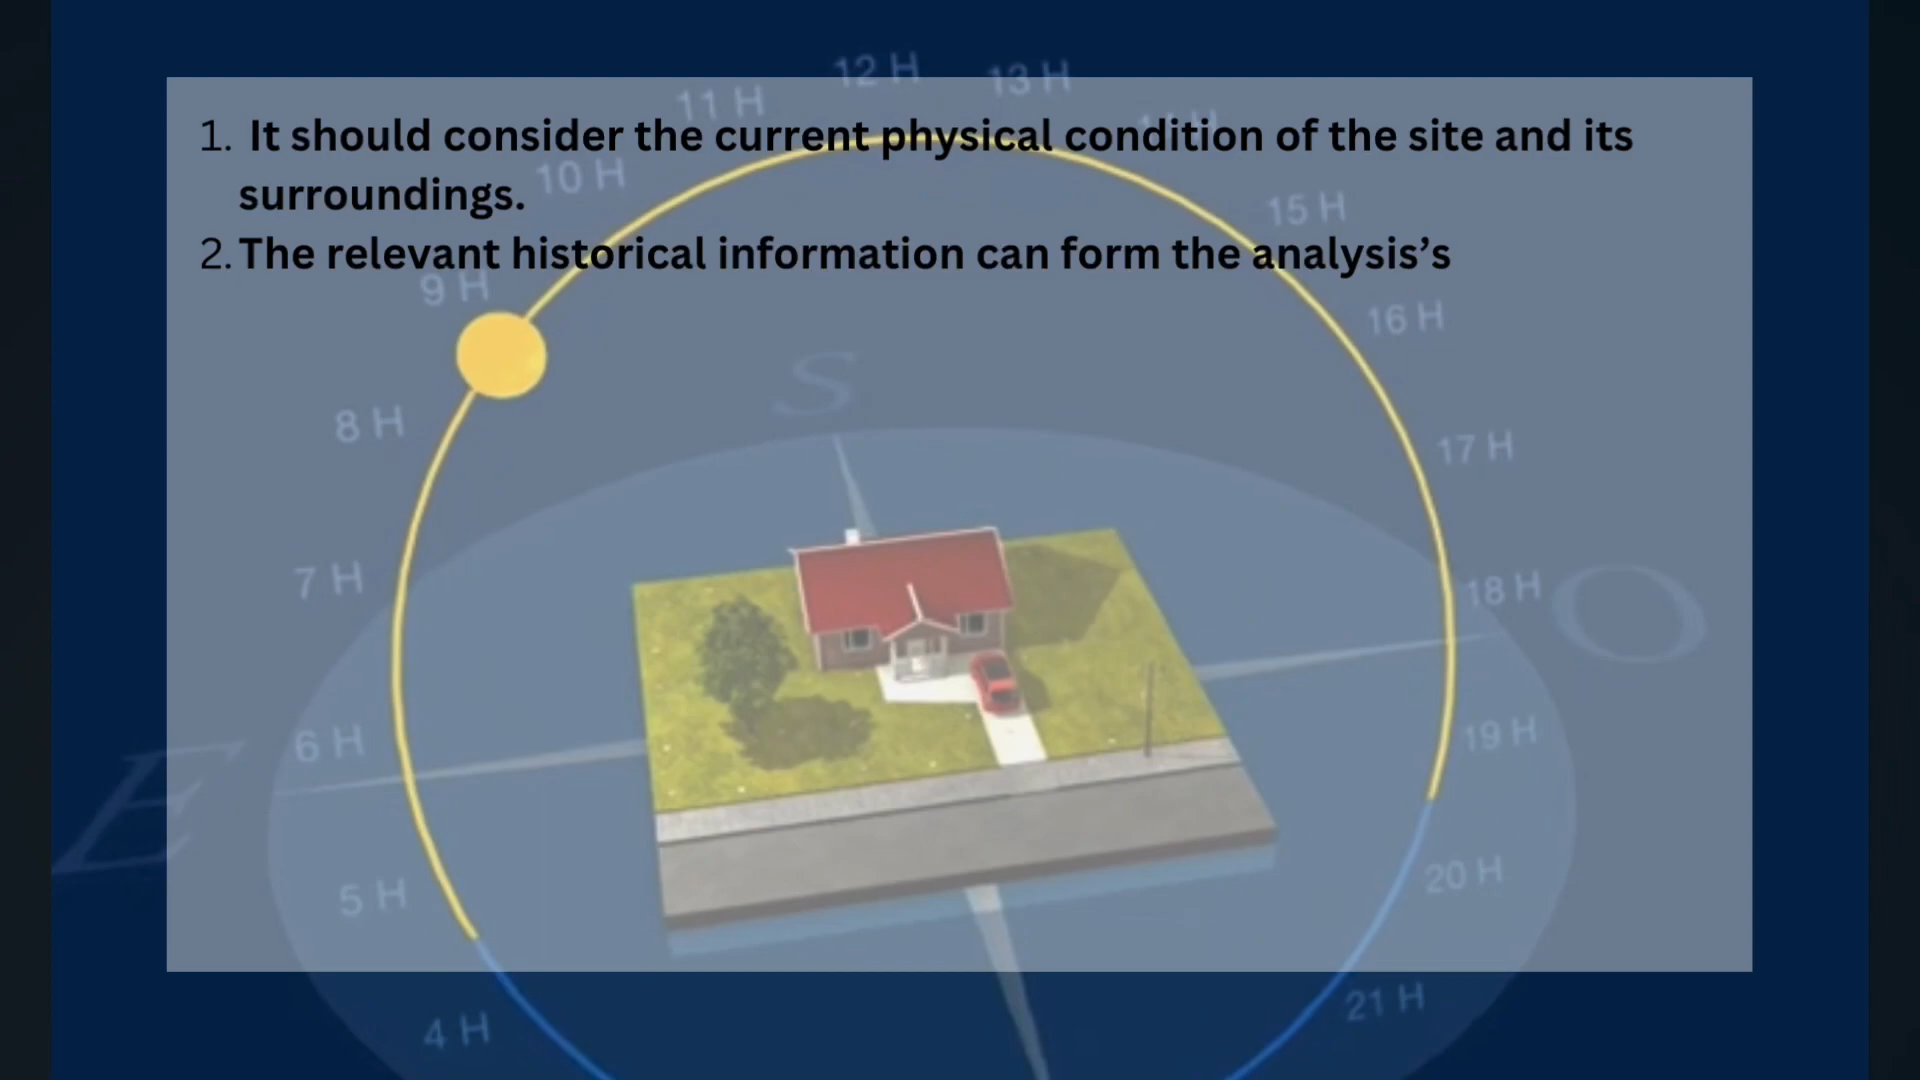 12 H
13 H
11 H
1. It should consider the current physical condition of the site and its
surroundings.
10 H
15 H
2. The relevant historical information can form the analysis’s
9 H
16 H
S
8 H
17 H
7 H
18 H
O
6 H
19 H
E
5 H
20 H
21 H
4 H